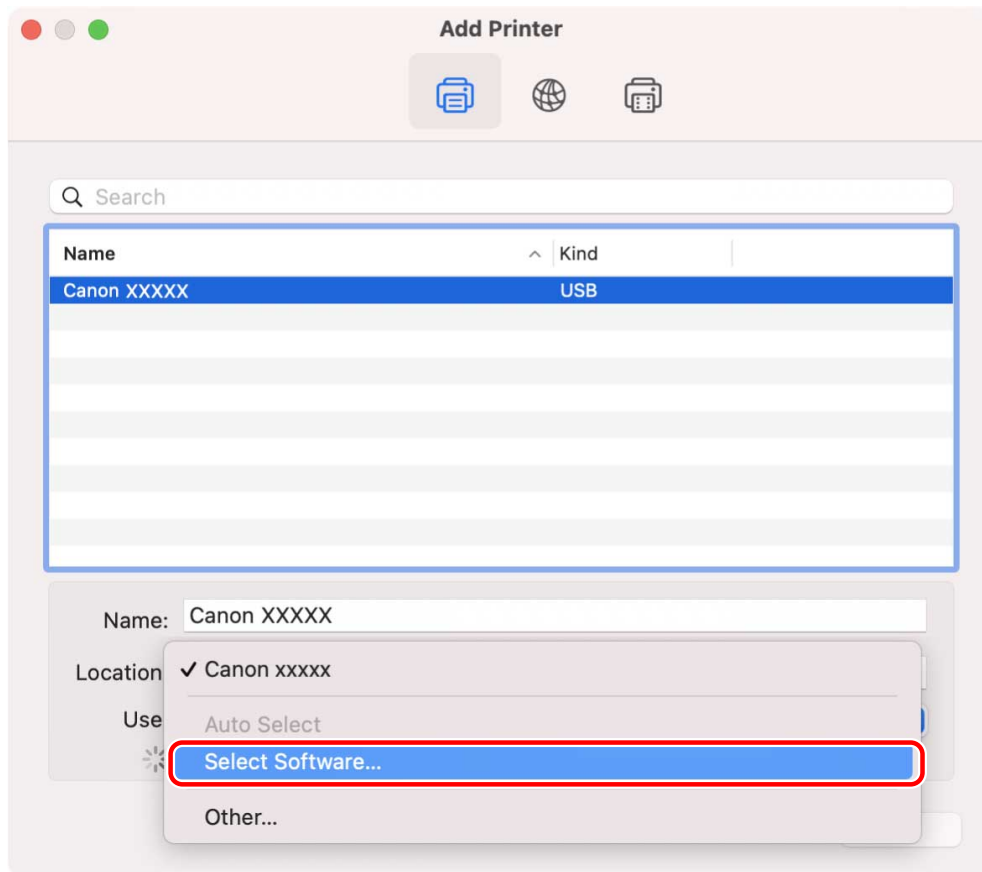 Add Printer
Search
Name Kind
Canon XXXXX USB
Name: Canon XXXXX
Location ✓ Canon xxxxx
Use Auto Select
Select Software...
Other...